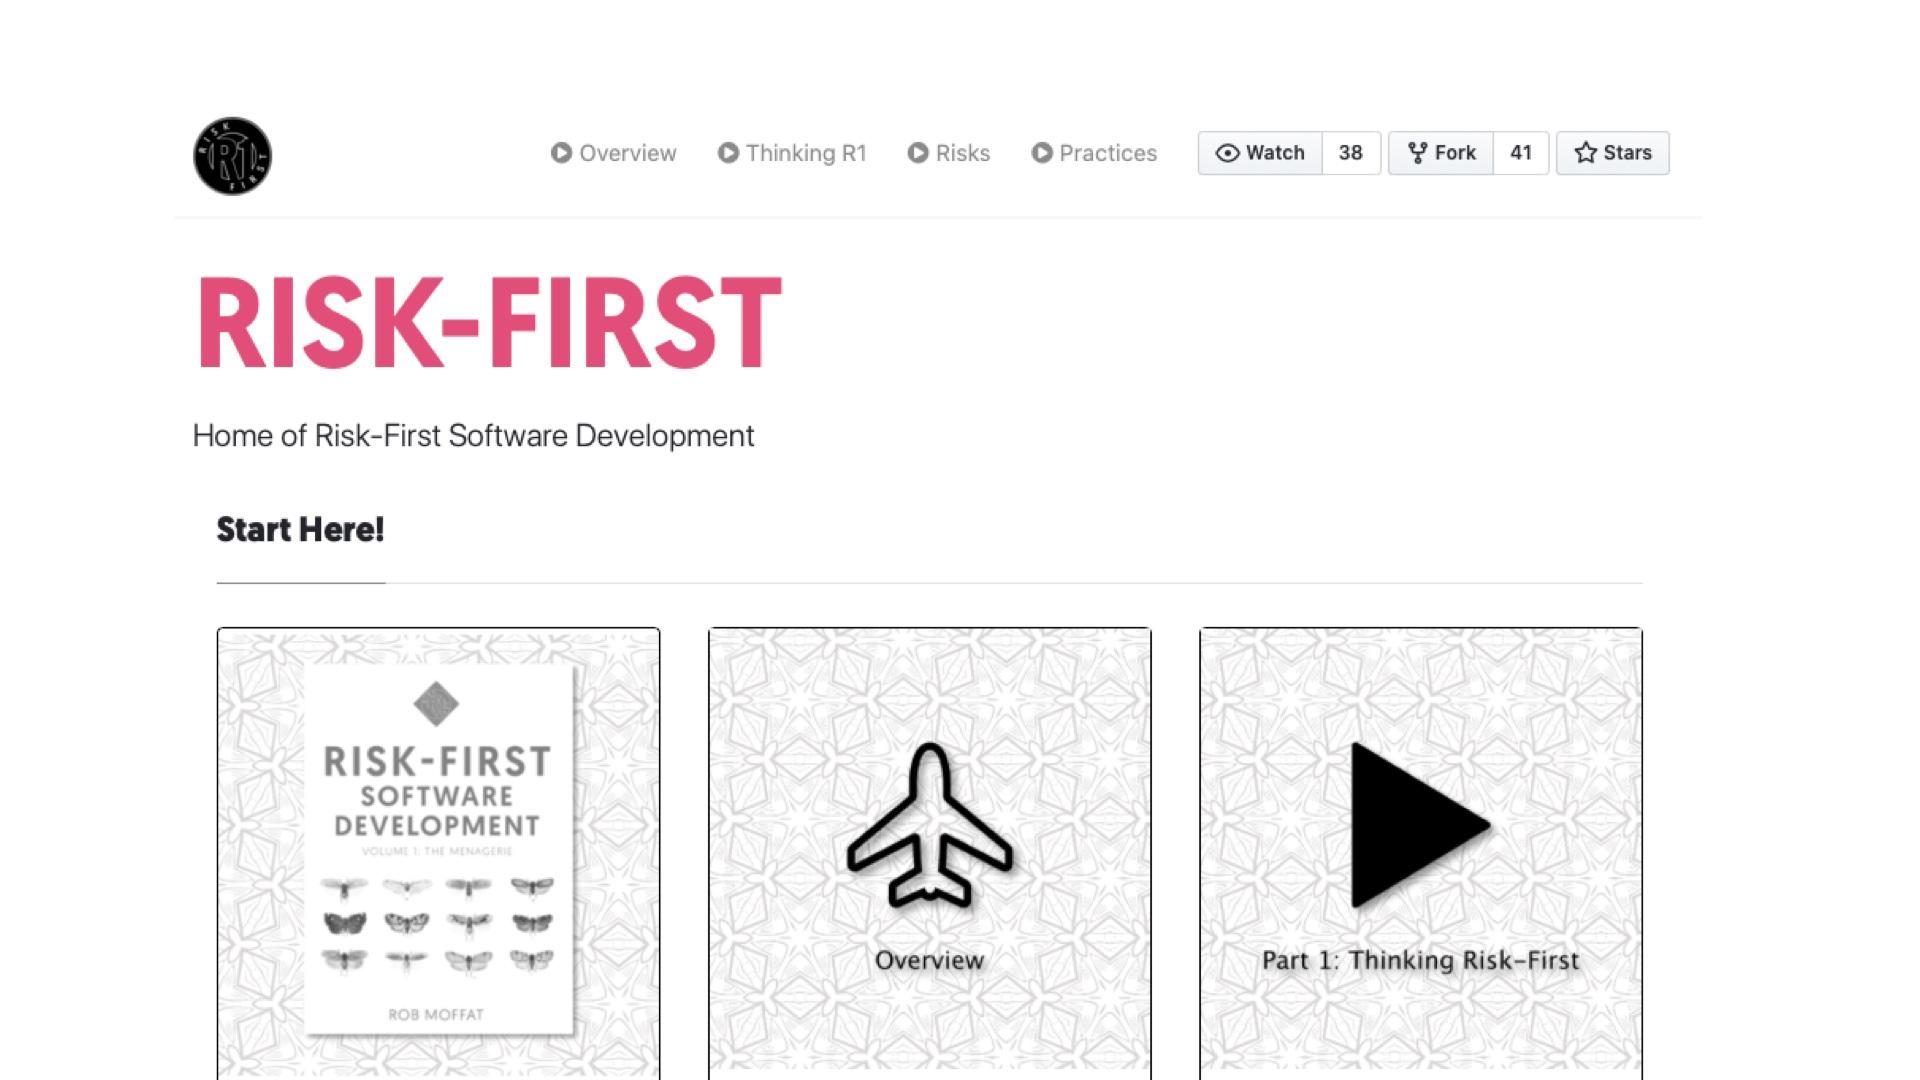 RISK R1 FIRST
Overview
Thinking R1
Risks
Practices
Watch 38
Fork 41
Stars
RISK-FIRST
Home of Risk-First Software Development
Start Here!
RISK-FIRST
SOFTWARE
DEVELOPMENT
VOLUME 1: THE MENAGERIE
ROB MOFFAT
Overview
Part 1: Thinking Risk-First